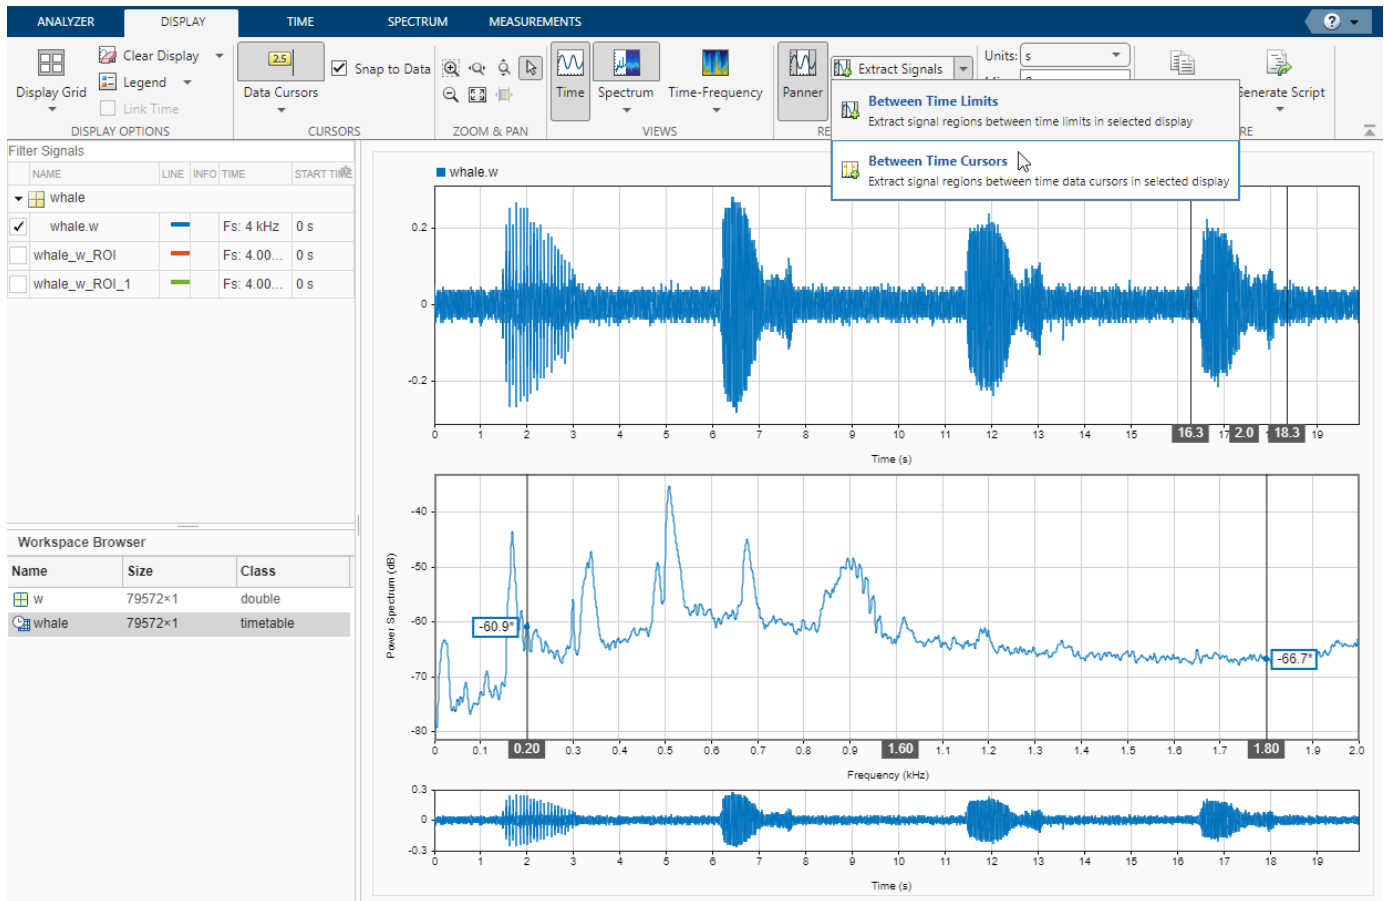 ANALYZER DISPLAY TIME SPECTRUM MEASUREMENTS ?
Display Grid
Clear Display
Legend
Link Time
DISPLAY OPTIONS
2.5
Data Cursors
Snap to Data
CURSORS
ZOOM & PAN
Time
Spectrum
Time-Frequency
VIEWS
Panner
Extract Signals
Units: s
Generate Script
Between Time Limits
Extract signal regions between time limits in selected display
Between Time Cursors
Extract signal regions between time data cursors in selected display
Filter Signals
NAME LINE INFO TIME START TIME
whale
whale.w Fs: 4 kHz 0 s
whale_w_ROI Fs: 4.00... 0 s
whale_w_ROI_1 Fs: 4.00... 0 s
Workspace Browser
Name Size Class
w 79572×1 double
whale 79572×1 timetable
whale.w
0.2
0
-0.2
0 1 2 3 4 5 6 7 8 9 10 11 12 13 14 15 16.3 17 2.0 18.3 19
Time (s)
Power Spectrum (dB)
-40
-50
-60
-70
-80
-60.9*
-66.7*
0 0.1 0.20 0.3 0.4 0.5 0.6 0.7 0.8 0.9 1.60 1.1 1.2 1.3 1.4 1.5 1.6 1.7 1.80 1.9 2.0
Frequency (kHz)
0.3
0
-0.3
0 1 2 3 4 5 6 7 8 9 10 11 12 13 14 15 16 17 18 19
Time (s)